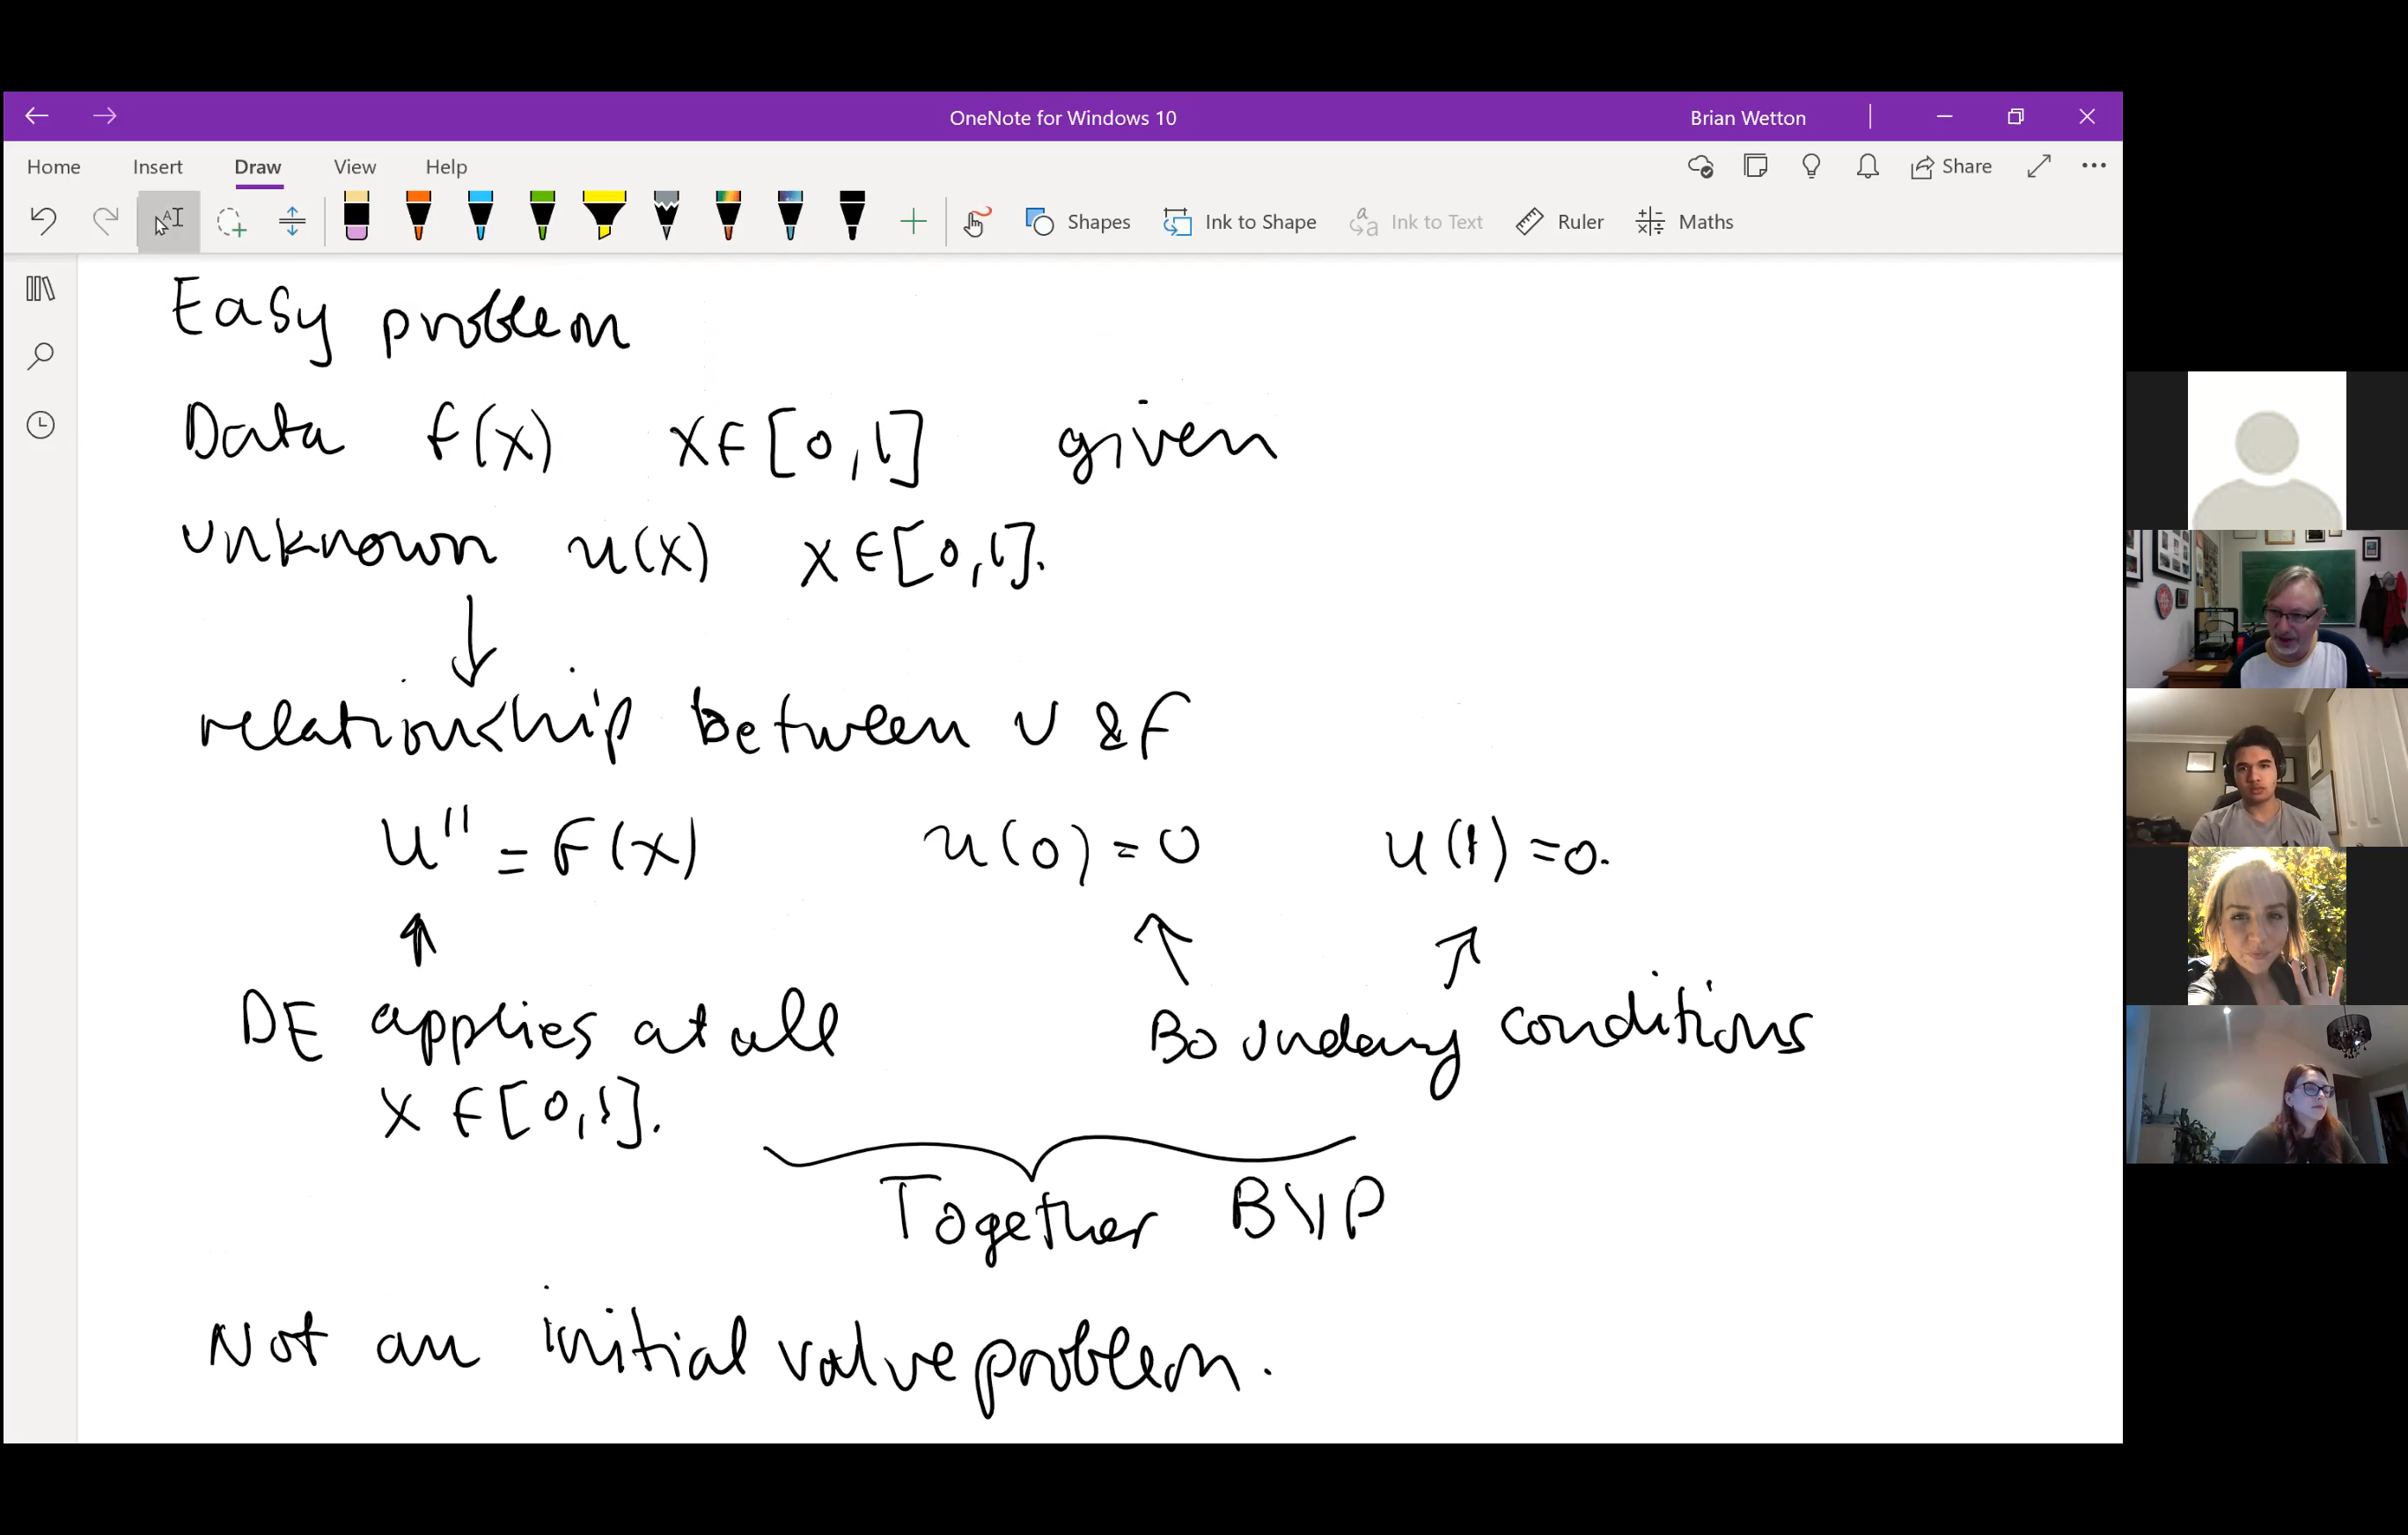 OneNote for Windows 10
Brian Wetton
Home Insert Draw View Help
Share
Shapes Ink to Shape Ink to Text Ruler Maths
Easy problem
Data f(x) x∈[0,1] given
unknown u(x) x∈[0,1].
↓
relationship between u & f
u'' = f(x) u(0) = 0 u(1) = 0.
↑ ↑ ↑
DE applies at all Boundary conditions
x∈[0,1].
Together BVP
Not an initial value problem.